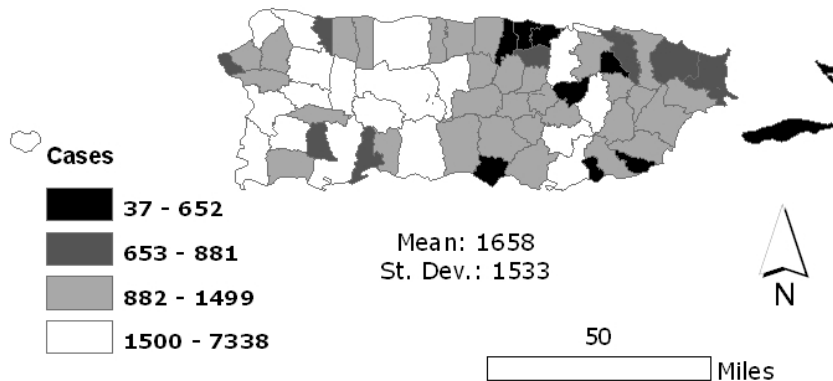 Cases
37 - 652
653 - 881
882 - 1499
1500 - 7338
Mean: 1658
St. Dev.: 1533
N
50
Miles